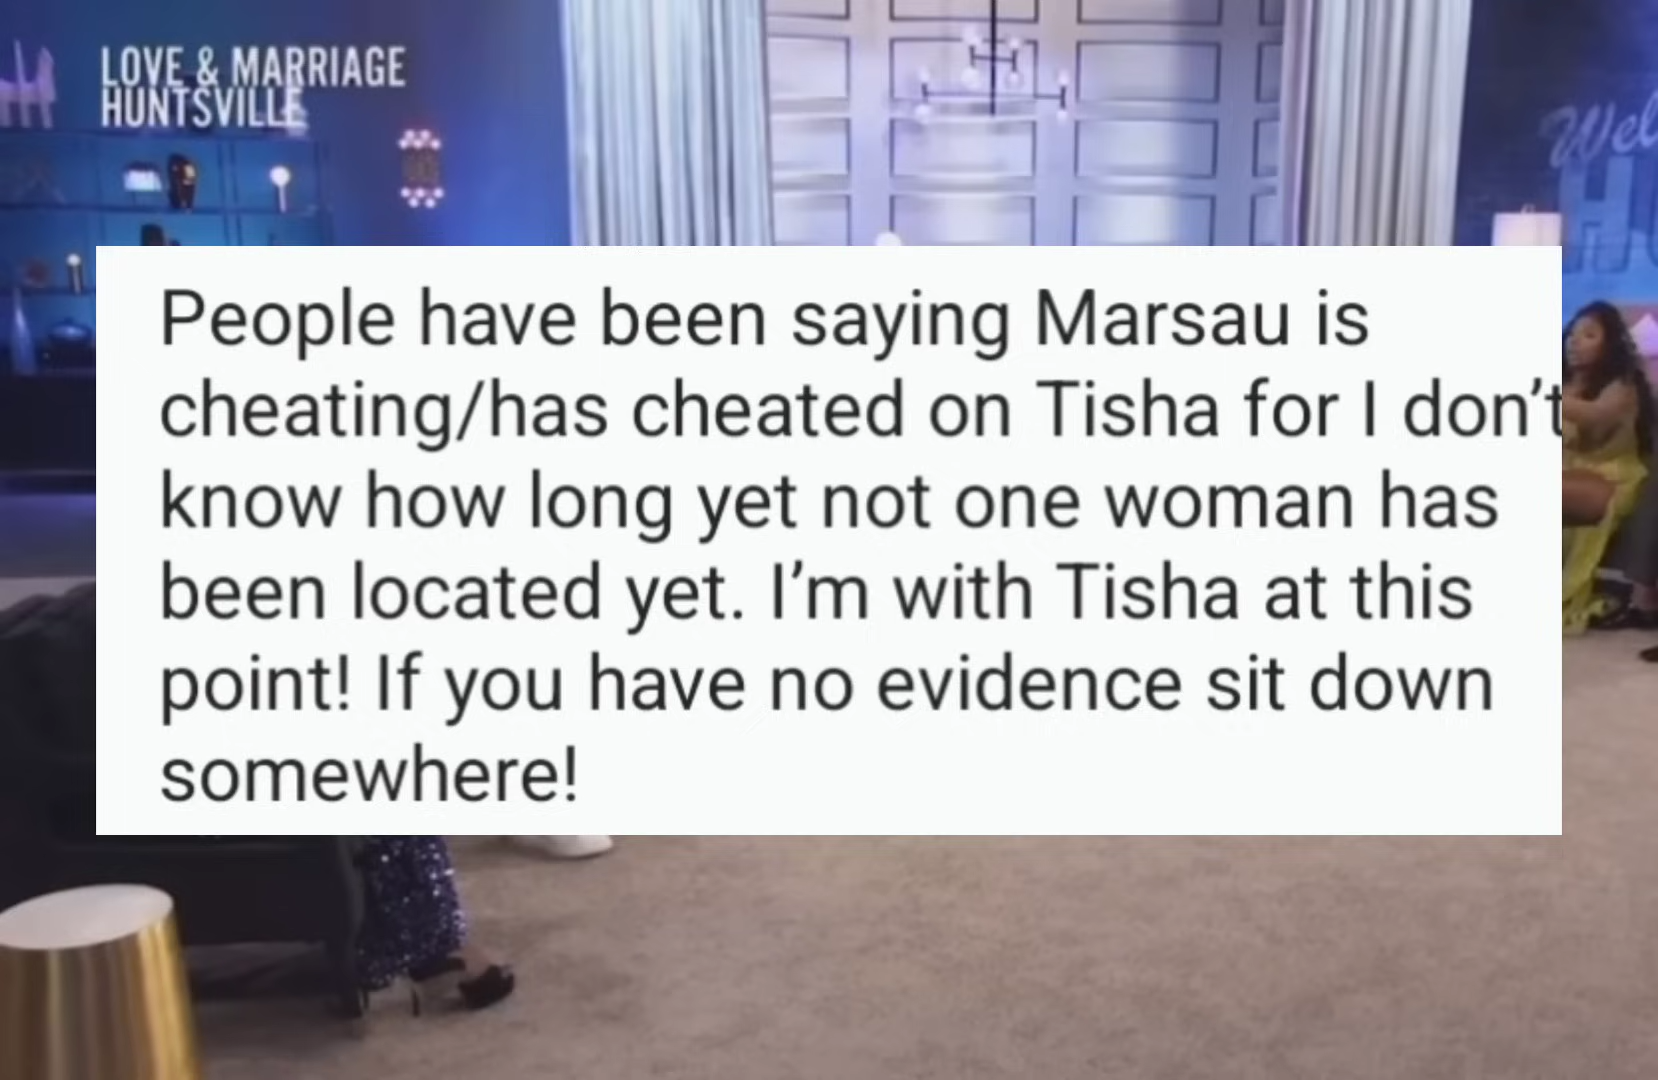 LOVE & MARRIAGE
HUNTSVILLE
Wel
People have been saying Marsau is
cheating/has cheated on Tisha for I don’t
know how long yet not one woman has
been located yet. I’m with Tisha at this
point! If you have no evidence sit down
somewhere!